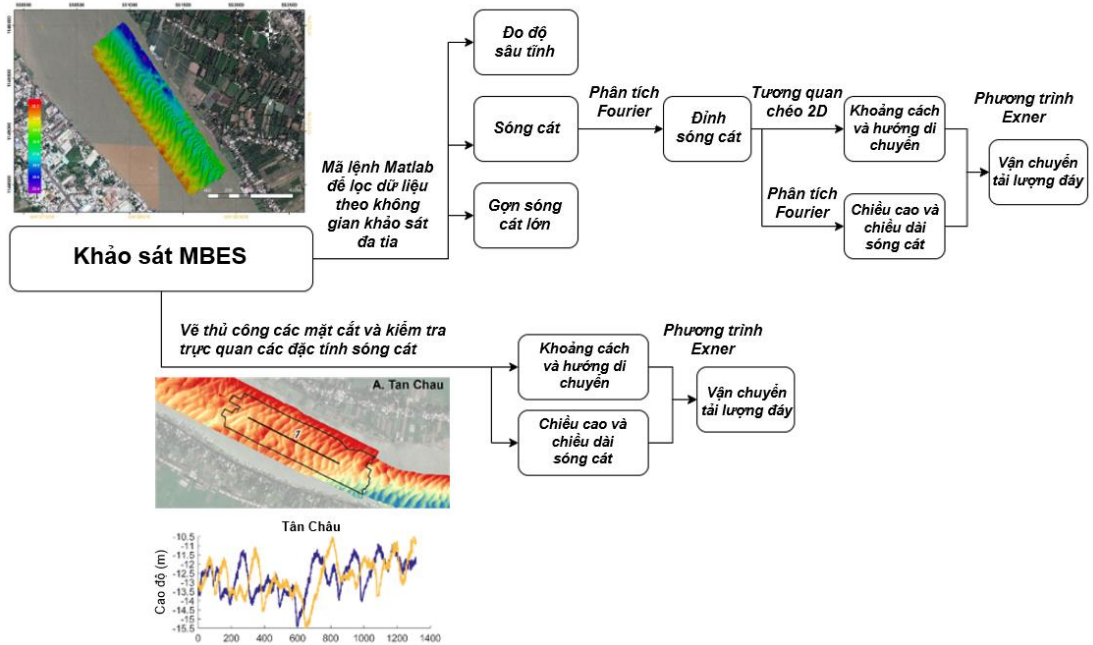 Khảo sát MBES
Mã lệnh Matlab
để lọc dữ liệu
theo không
gian khảo sát
đa tia
Đo độ
sâu tĩnh
Sóng cát
Gợn sóng
cát lớn
Phân tích
Fourier
Đỉnh
sóng cát
Tương quan
chéo 2D
Khoảng cách
và hướng di
chuyển
Phân tích
Fourier
Chiều cao và
chiều dài
sóng cát
Phương trình
Exner
Vận chuyển
tải lượng đáy
Vẽ thủ công các mặt cắt và kiểm tra
trực quan các đặc tính sóng cát
Khoảng cách
và hướng di
chuyển
Chiều cao và
chiều dài
sóng cát
Phương trình
Exner
Vận chuyển
tải lượng đáy
A. Tan Chau
1
Tân Châu
Cao độ (m)
-10.5
-11.5
-12.5
-13.5
-14.5
-15.5
0 200 400 600 800 1000 1200 1400